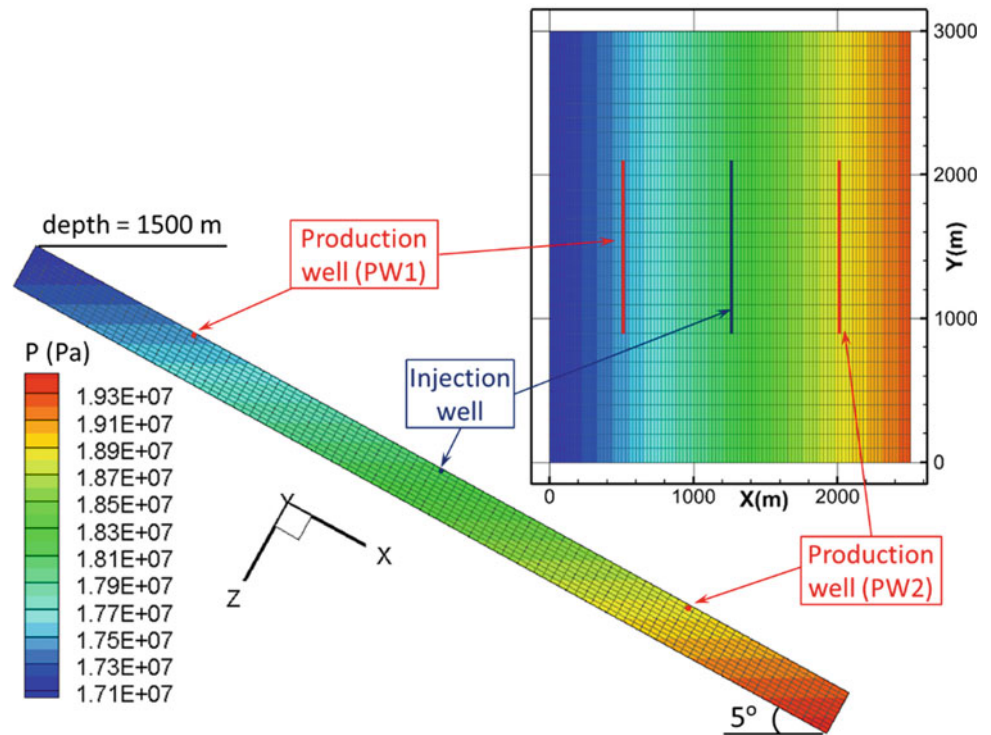 depth = 1500 m
Production
well (PW1)
P (Pa)
1.93E+07
1.91E+07
1.89E+07
1.87E+07
1.85E+07
1.83E+07
1.81E+07
1.79E+07
1.77E+07
1.75E+07
1.73E+07
1.71E+07
Injection
well
Y
X
Z
3000
2000
1000
0
Y(m)
0
1000
2000
X(m)
Production
well (PW2)
5°